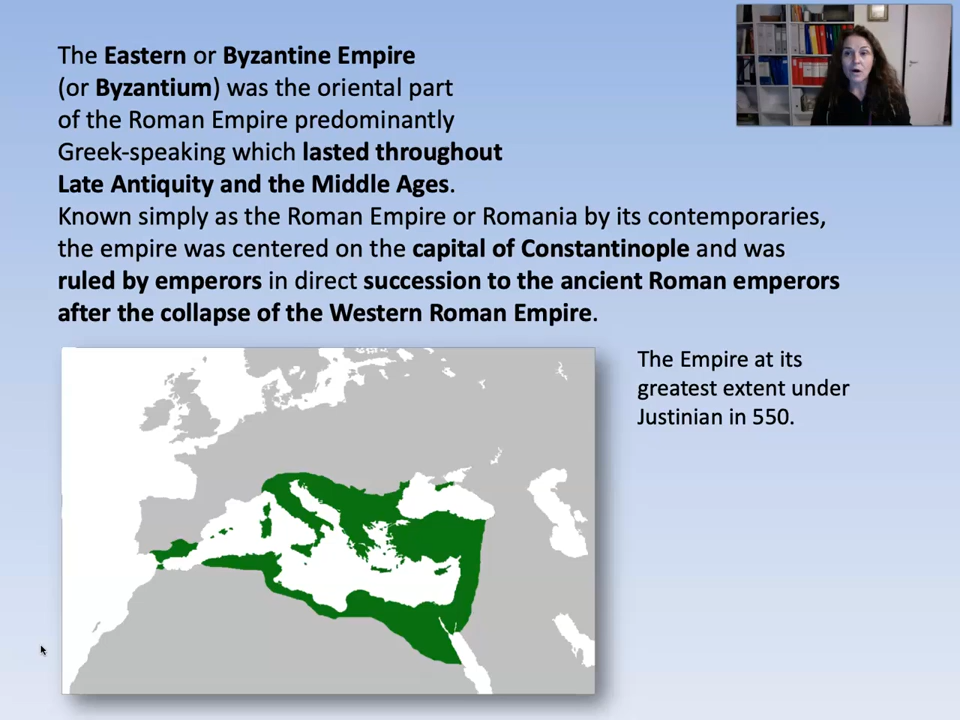 The Eastern or Byzantine Empire
(or Byzantium) was the oriental part
of the Roman Empire predominantly
Greek-speaking which lasted throughout
Late Antiquity and the Middle Ages.
Known simply as the Roman Empire or Romania by its contemporaries,
the empire was centered on the capital of Constantinople and was
ruled by emperors in direct succession to the ancient Roman emperors
after the collapse of the Western Roman Empire.
The Empire at its
greatest extent under
Justinian in 550.